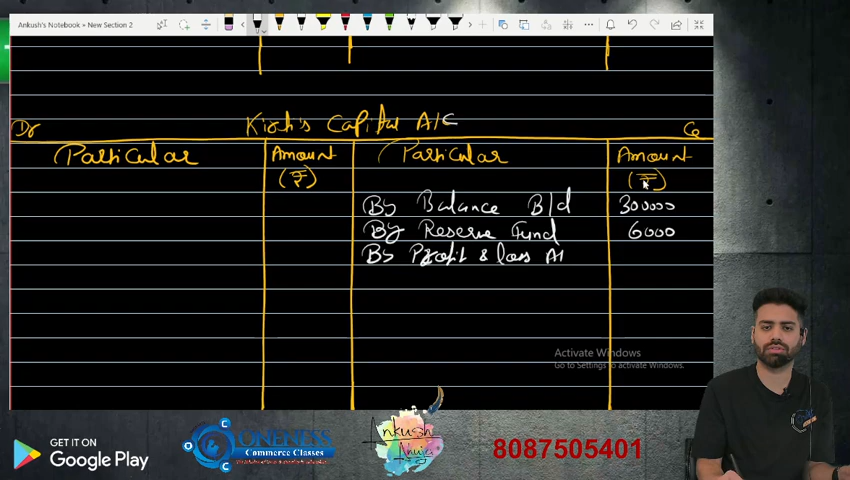 Ankush's Notebook • New Section 2
Dr Kirti's Capital A/C Cr
Particular Amount Particular Amount
(₹) (₹)
By Balance B/d 300000
By Reserve Fund 6000
By Profit & loss A/
Activate Windows
Go to Settings to activate Windows.
GET IT ON
Google Play
ONENESS
Commerce Classes
Ankush
Ahuja
8087505401